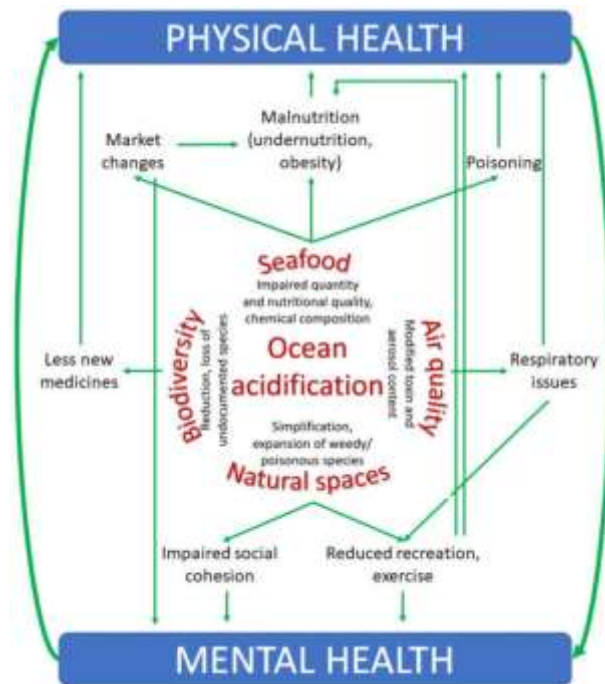 PHYSICAL HEALTH
Malnutrition
(undernutrition,
obesity)
Market
changes
Poisoning
Seafood
Impaired quantity
and nutritional quality,
chemical composition
Biodiversity
Reduction, loss of
undocumented species
Ocean
acidification
Air quality
Modified toxin and
aerosol content
Less new
medicines
Respiratory
issues
Simplification,
expansion of weedy/
poisonous species
Natural spaces
Impaired social
cohesion
Reduced recreation,
exercise
MENTAL HEALTH